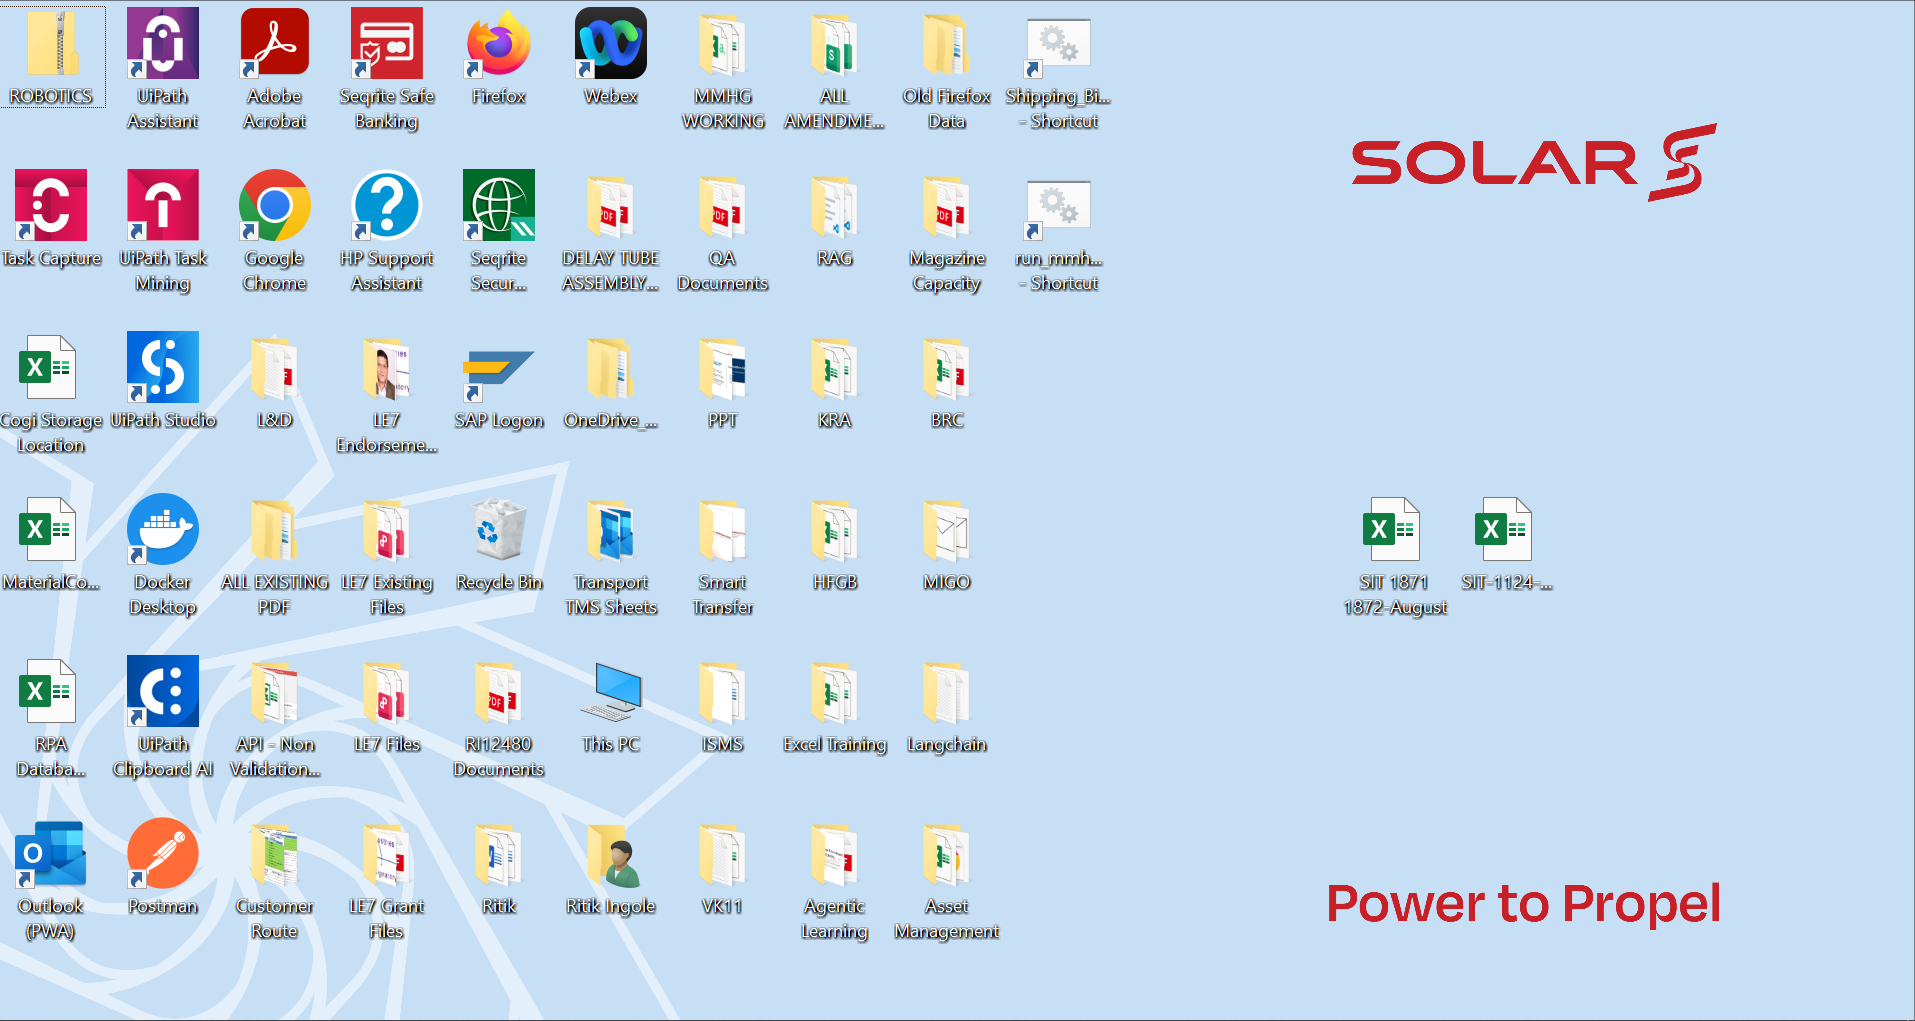 ROBOTICS
UiPath
Assistant
Adobe
Acrobat
Seqrite Safe
Banking
Firefox
Webex
MMHG
WORKING
ALL
AMENDME...
Old Firefox
Data
Shipping_Bi...
- Shortcut
SOLAR
Task Capture
UiPath Task
Mining
Google
Chrome
HP Support
Assistant
Seqrite
Secur...
DELAY TUBE
ASSEMBLY...
QA
Documents
RAG
Magazine
Capacity
run_mmh...
- Shortcut
Cogi Storage
Location
UiPath Studio
L&D
LE7
Endorseme...
SAP Logon
OneDrive_...
PPT
KRA
BRC
MaterialCo...
Docker
Desktop
ALL EXISTING
PDF
LE7 Existing
Files
Recycle Bin
Transport
TMS Sheets
Smart
Transfer
HFGB
MIGO
SIT 1871
1872-August
SIT-1124-...
RPA
Databa...
UiPath
Clipboard AI
API - Non
Validation...
LE7 Files
RI12480
Documents
This PC
ISMS
Excel Training
Langchain
Outlook
(PWA)
Postman
Customer
Route
LE7 Grant
Files
Ritik
Ritik Ingole
VK11
Agentic
Learning
Asset
Management
Power to Propel